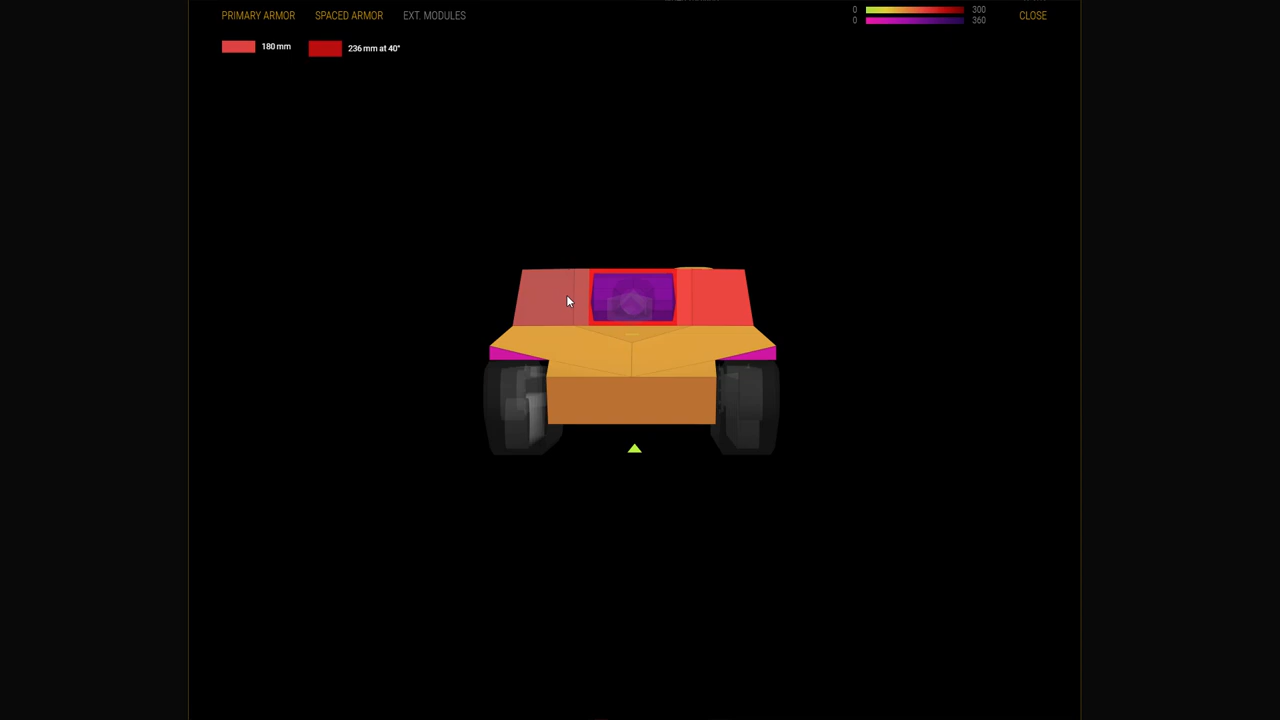 PRIMARY ARMOR SPACED ARMOR EXT. MODULES 0 300 CLOSE
0 360
180 mm 236 mm at 40°